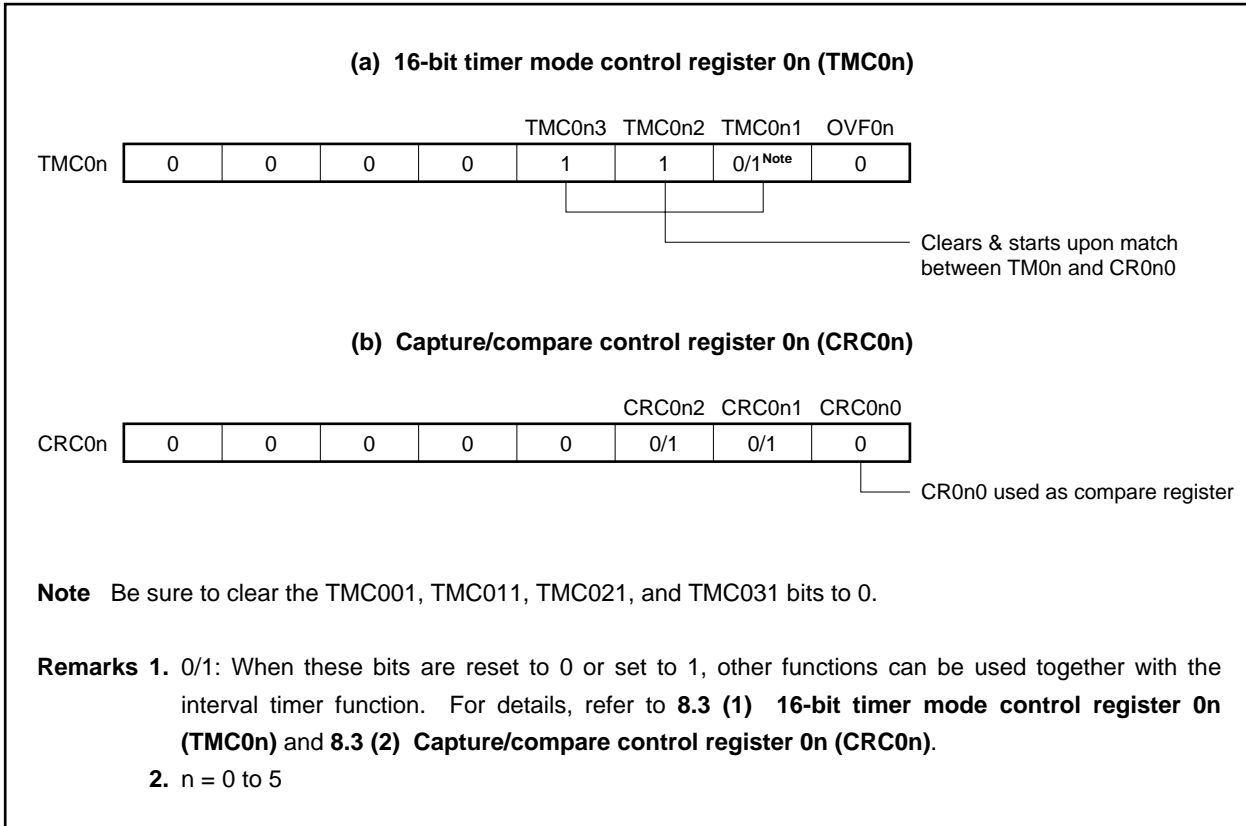 (a) 16-bit timer mode control register 0n (TMC0n)
TMC0n3 TMC0n2 TMC0n1 OVF0n
TMC0n 0 0 0 0 1 1 0/1Note 0
Clears & starts upon match
between TM0n and CR0n0
(b) Capture/compare control register 0n (CRC0n)
CRC0n2 CRC0n1 CRC0n0
CRC0n 0 0 0 0 0 0/1 0/1 0
CR0n0 used as compare register
Note Be sure to clear the TMC001, TMC011, TMC021, and TMC031 bits to 0.
Remarks 1. 0/1: When these bits are reset to 0 or set to 1, other functions can be used together with the
interval timer function. For details, refer to 8.3 (1) 16-bit timer mode control register 0n
(TMC0n) and 8.3 (2) Capture/compare control register 0n (CRC0n).
2. n = 0 to 5